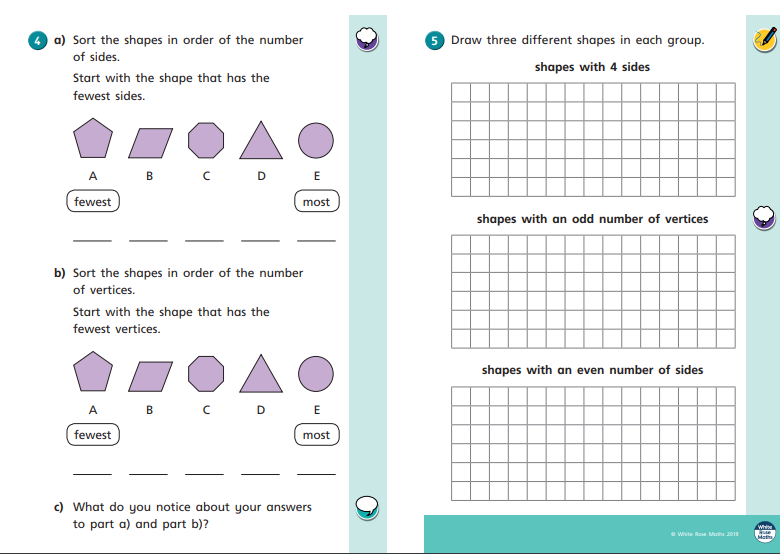 4 a) Sort the shapes in order of the number
of sides.
Start with the shape that has the
fewest sides.
A B C D E
fewest most
b) Sort the shapes in order of the number
of vertices.
Start with the shape that has the
fewest vertices.
A B C D E
fewest most
c) What do you notice about your answers
to part a) and part b)?
5 Draw three different shapes in each group.
shapes with 4 sides
shapes with an odd number of vertices
shapes with an even number of sides
© White Rose Maths 2019
White
Rose
Maths